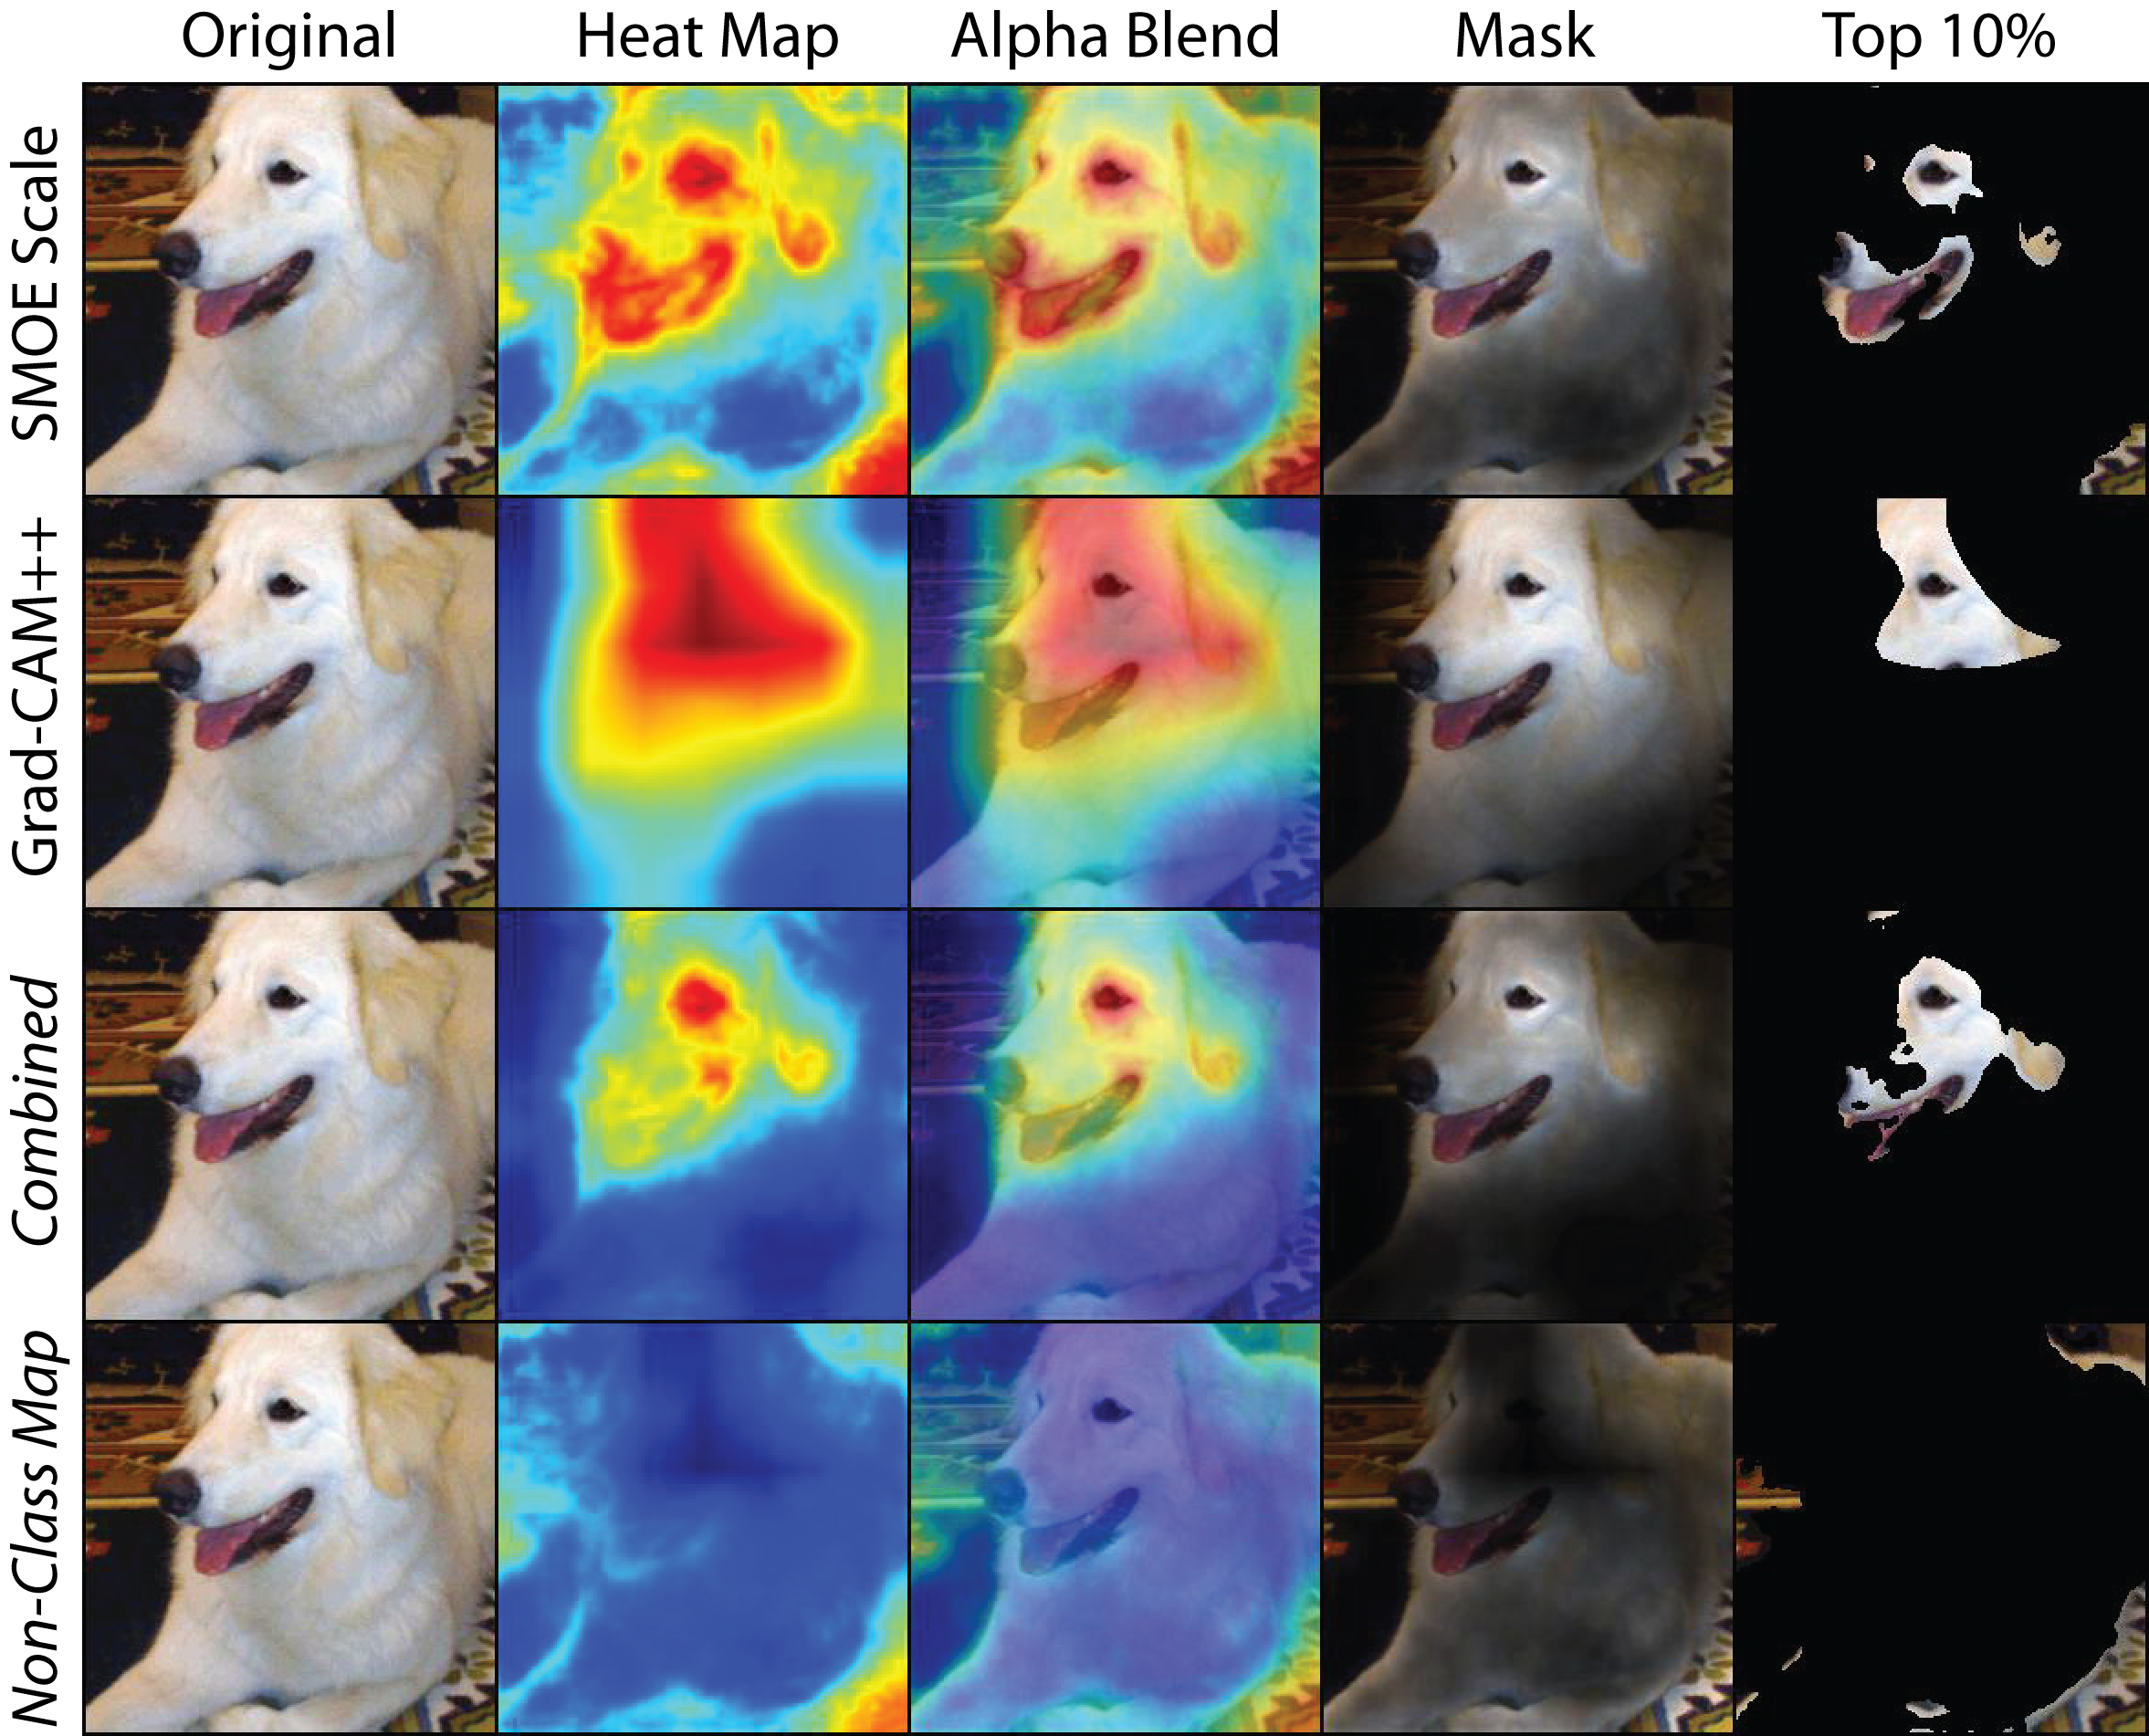 Original Heat Map Alpha Blend Mask Top 10%
SMOE Scale
Grad-CAM++
Combined
Non-Class Map